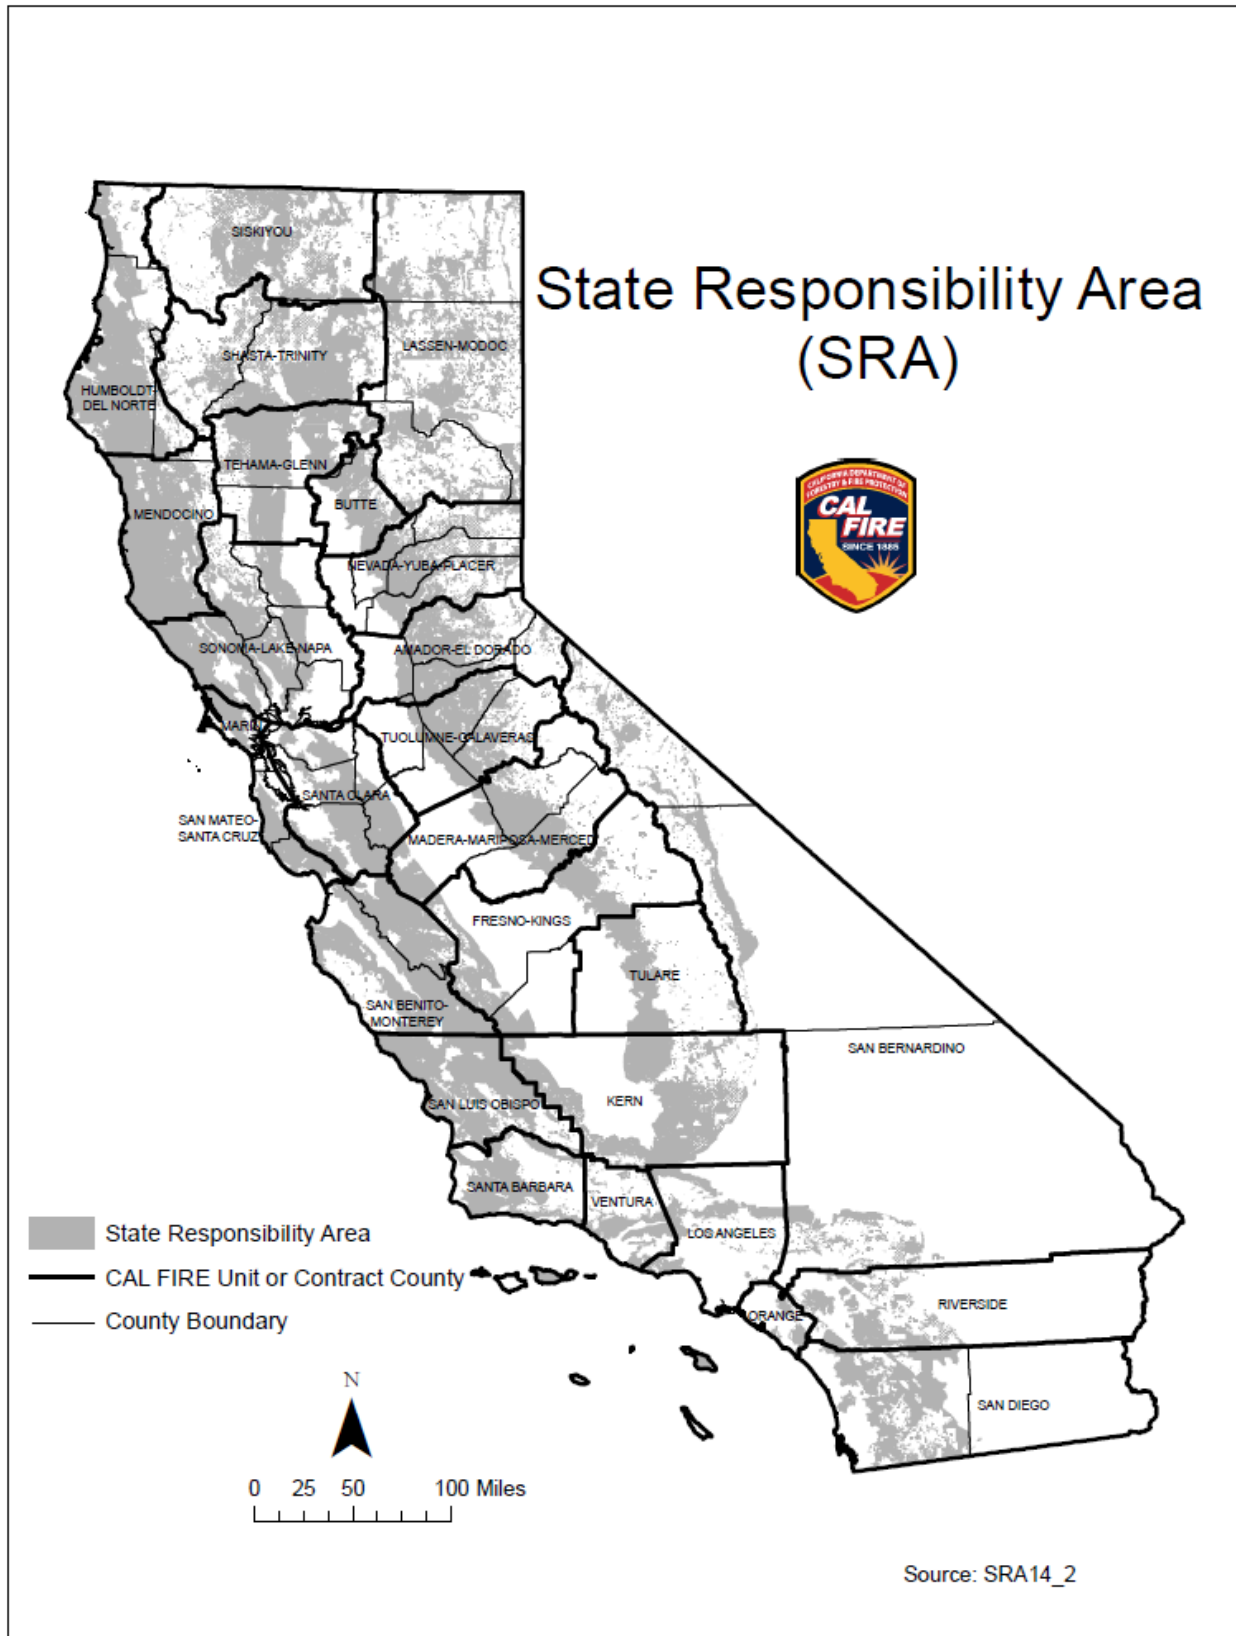 State Responsibility Area
(SRA)
CALIFORNIA DEPARTMENT OF
FORESTRY & FIRE PROTECTION
CAL
FIRE
SINCE 1885
SISKIYOU
SHASTA-TRINITY
LASSEN-MODOC
HUMBOLDT-
DEL NORTE
TEHAMA-GLENN
BUTTE
MENDOCINO
NEVADA-YUBA-PLACER
SONOMA-LAKE-NAPA
AMADOR-EL DORADO
MARIN
TUOLUMNE-CALAVERAS
SANTA CLARA
SAN MATEO-
SANTA CRUZ
MADERA-MARIPOSA-MERCED
FRESNO-KINGS
TULARE
SAN BENITO-
MONTEREY
SAN BERNARDINO
KERN
SAN LUIS OBISPO
SANTA BARBARA
VENTURA
LOS ANGELES
ORANGE
RIVERSIDE
SAN DIEGO
State Responsibility Area
CAL FIRE Unit or Contract County
County Boundary
N
0 25 50 100 Miles
Source: SRA14_2